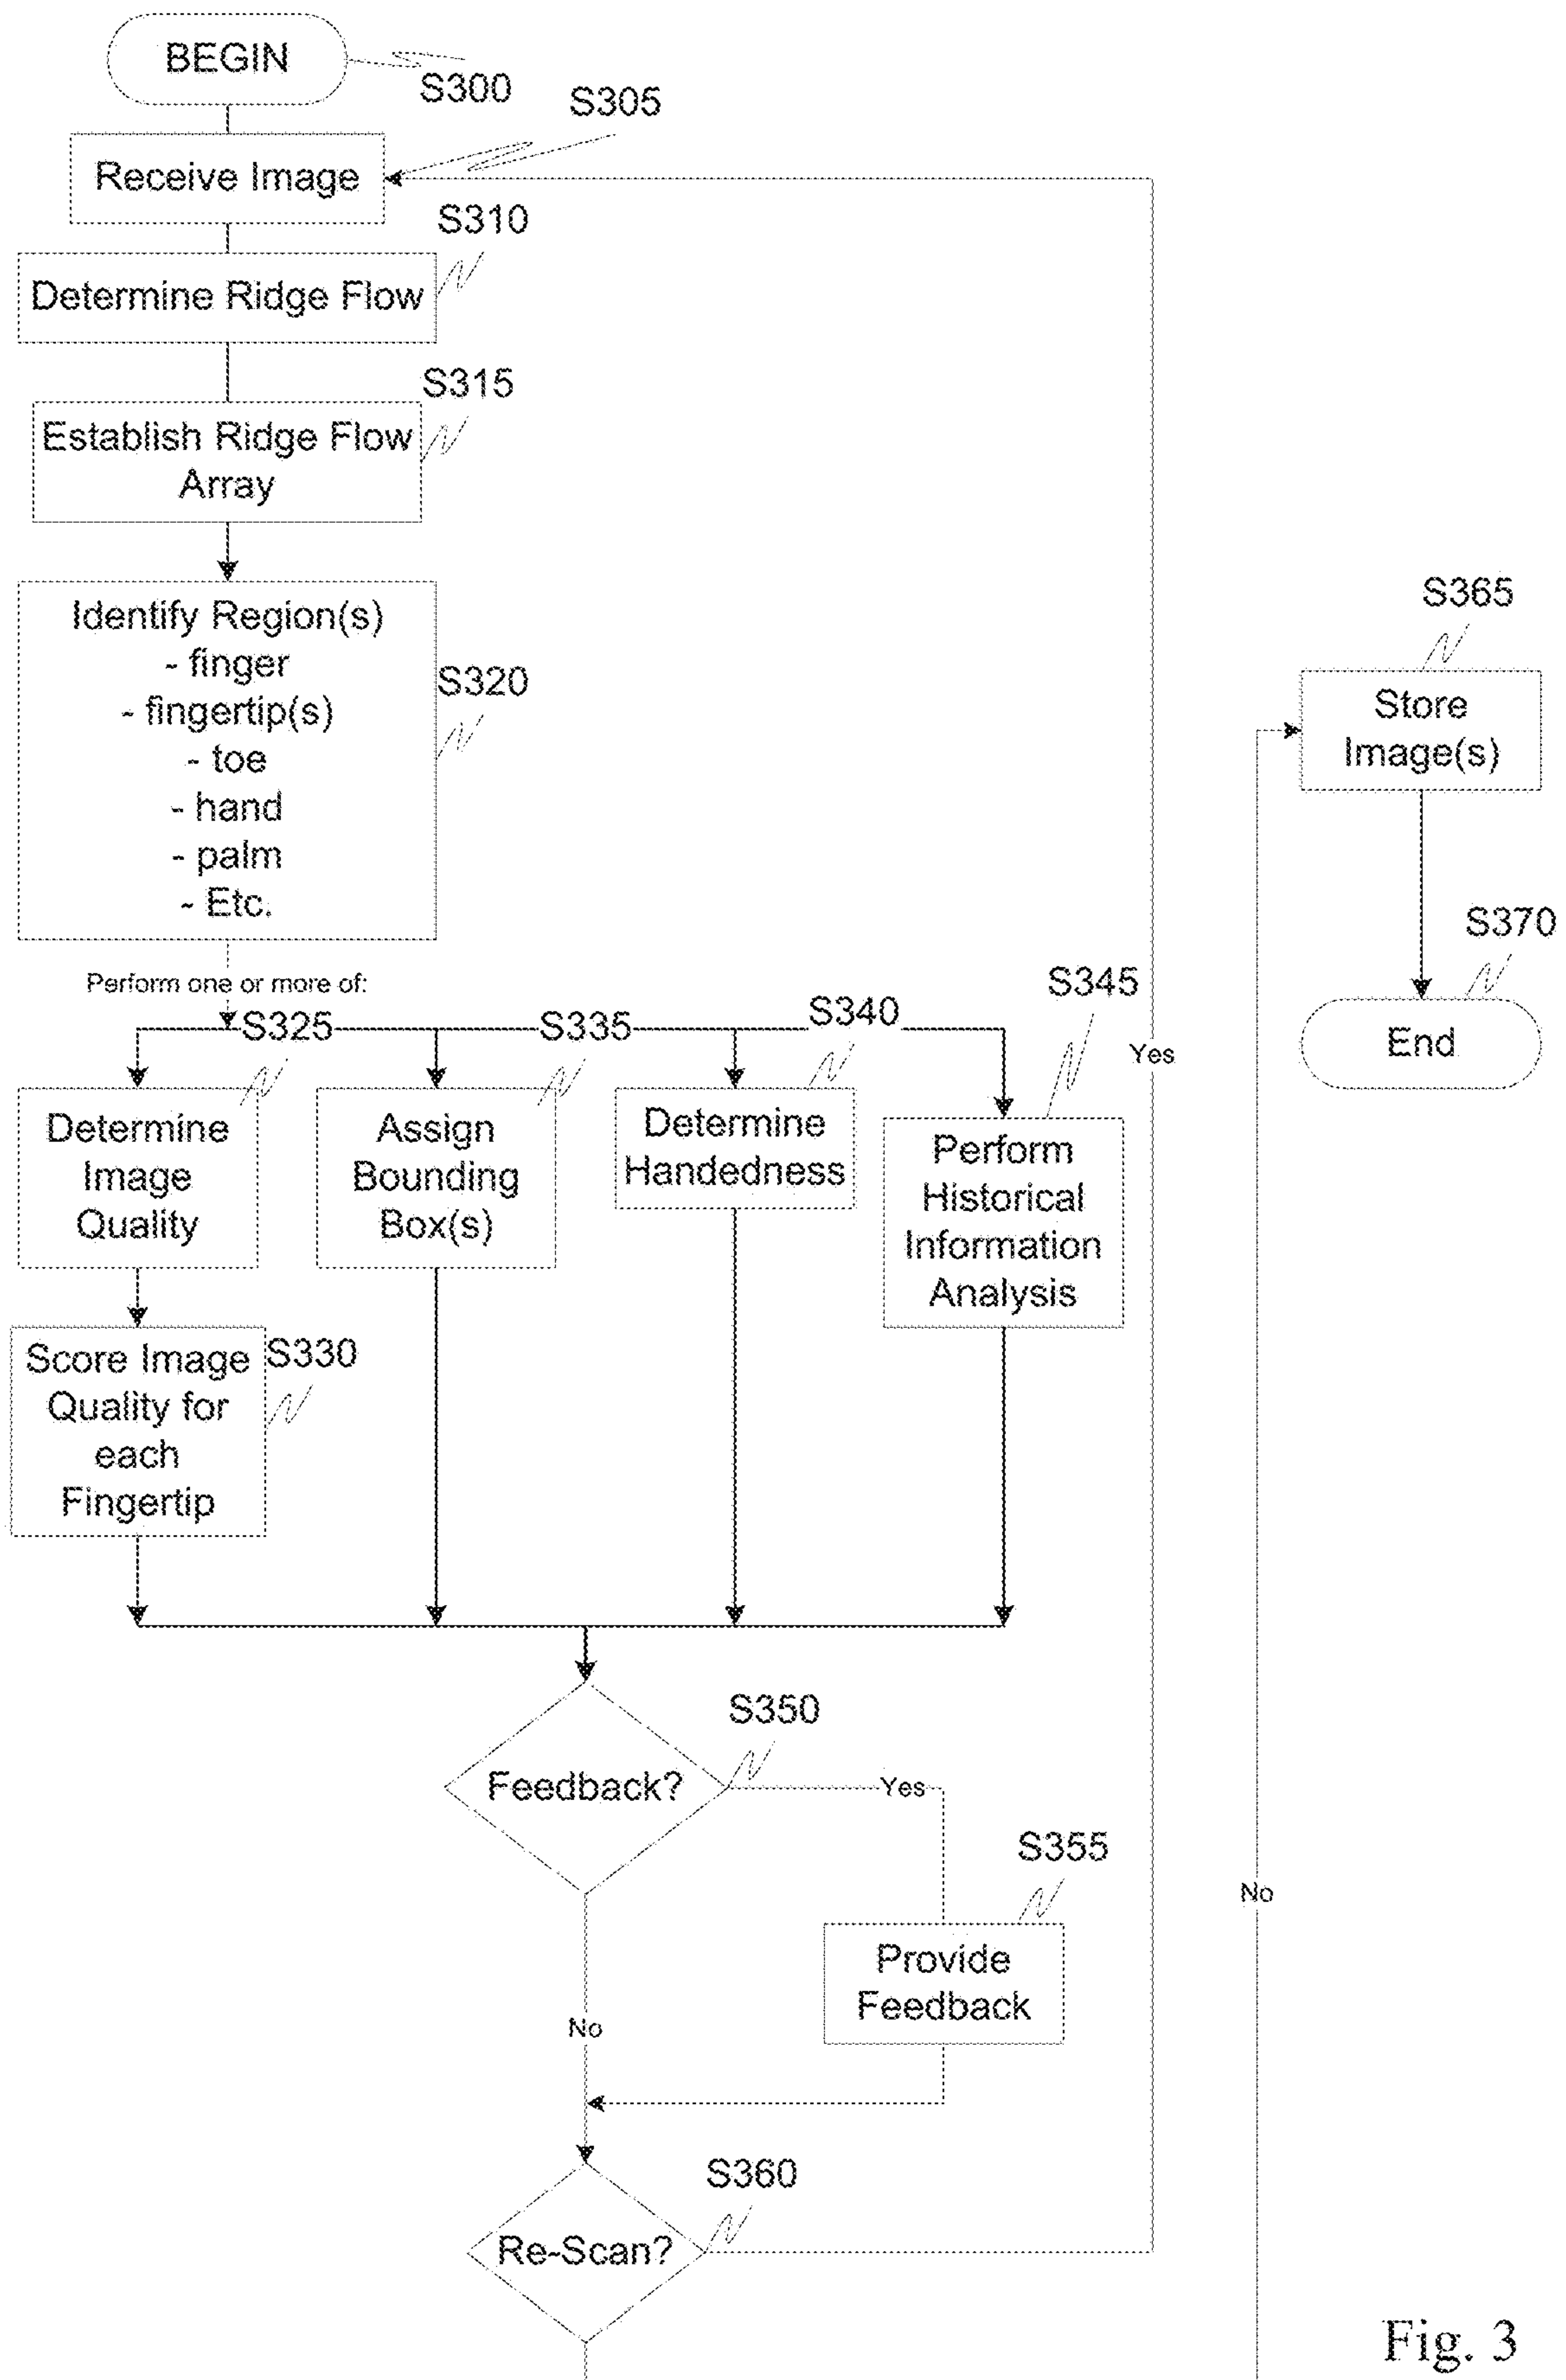 BEGIN
S300
S305
Receive Image
S310
Determine Ridge Flow
S315
Establish Ridge Flow
Array
Identify Region(s)
- finger
- fingertip(s)
- toe
- hand
- palm
- Etc.
S320
Perform one or more of:
S325
S335
S340
S345
Determine
Image
Quality
Assign
Bounding
Box(s)
Determine
Handedness
Perform
Historical
Information
Analysis
Score Image
Quality for
each
Fingertip
S330
Feedback?
S350
Yes
S355
Provide
Feedback
No
Re-Scan?
S360
Yes
No
S365
Store
Image(s)
S370
End
Fig. 3